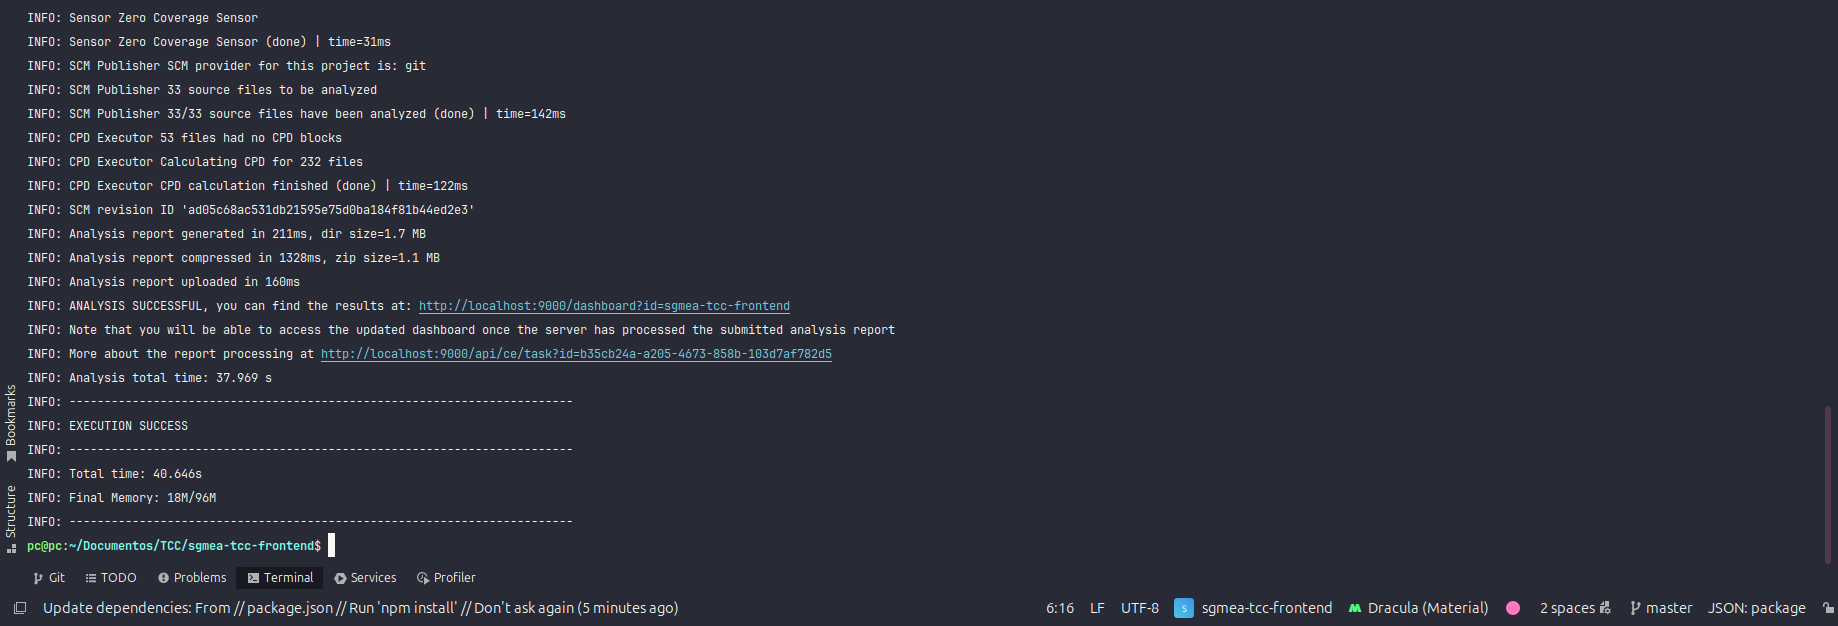 INFO: Sensor Zero Coverage Sensor
INFO: Sensor Zero Coverage Sensor (done) | time=31ms
INFO: SCM Publisher SCM provider for this project is: git
INFO: SCM Publisher 33 source files to be analyzed
INFO: SCM Publisher 33/33 source files have been analyzed (done) | time=142ms
INFO: CPD Executor 53 files had no CPD blocks
INFO: CPD Executor Calculating CPD for 232 files
INFO: CPD Executor CPD calculation finished (done) | time=122ms
INFO: SCM revision ID 'ad05c68ac531db21595e75d0ba184f81b44ed2e3'
INFO: Analysis report generated in 211ms, dir size=1.7 MB
INFO: Analysis report compressed in 1328ms, zip size=1.1 MB
INFO: Analysis report uploaded in 160ms
INFO: ANALYSIS SUCCESSFUL, you can find the results at: http://localhost:9000/dashboard?id=sgmea-tcc-frontend
INFO: Note that you will be able to access the updated dashboard once the server has processed the submitted analysis report
INFO: More about the report processing at http://localhost:9000/api/ce/task?id=b35cb24a-a205-4673-858b-103d7af782d5
INFO: Analysis total time: 37.969 s
INFO: ------------------------------------------------------------------------
INFO: EXECUTION SUCCESS
INFO: ------------------------------------------------------------------------
INFO: Total time: 40.646s
INFO: Final Memory: 18M/96M
INFO: ------------------------------------------------------------------------
pc@pc:~/Documentos/TCC/sgmea-tcc-frontend$
Bookmarks
Structure
Git TODO Problems Terminal Services Profiler
Update dependencies: From // package.json // Run 'npm install' // Don't ask again (5 minutes ago) 6:16 LF UTF-8 s sgmea-tcc-frontend Dracula (Material) 2 spaces master JSON: package